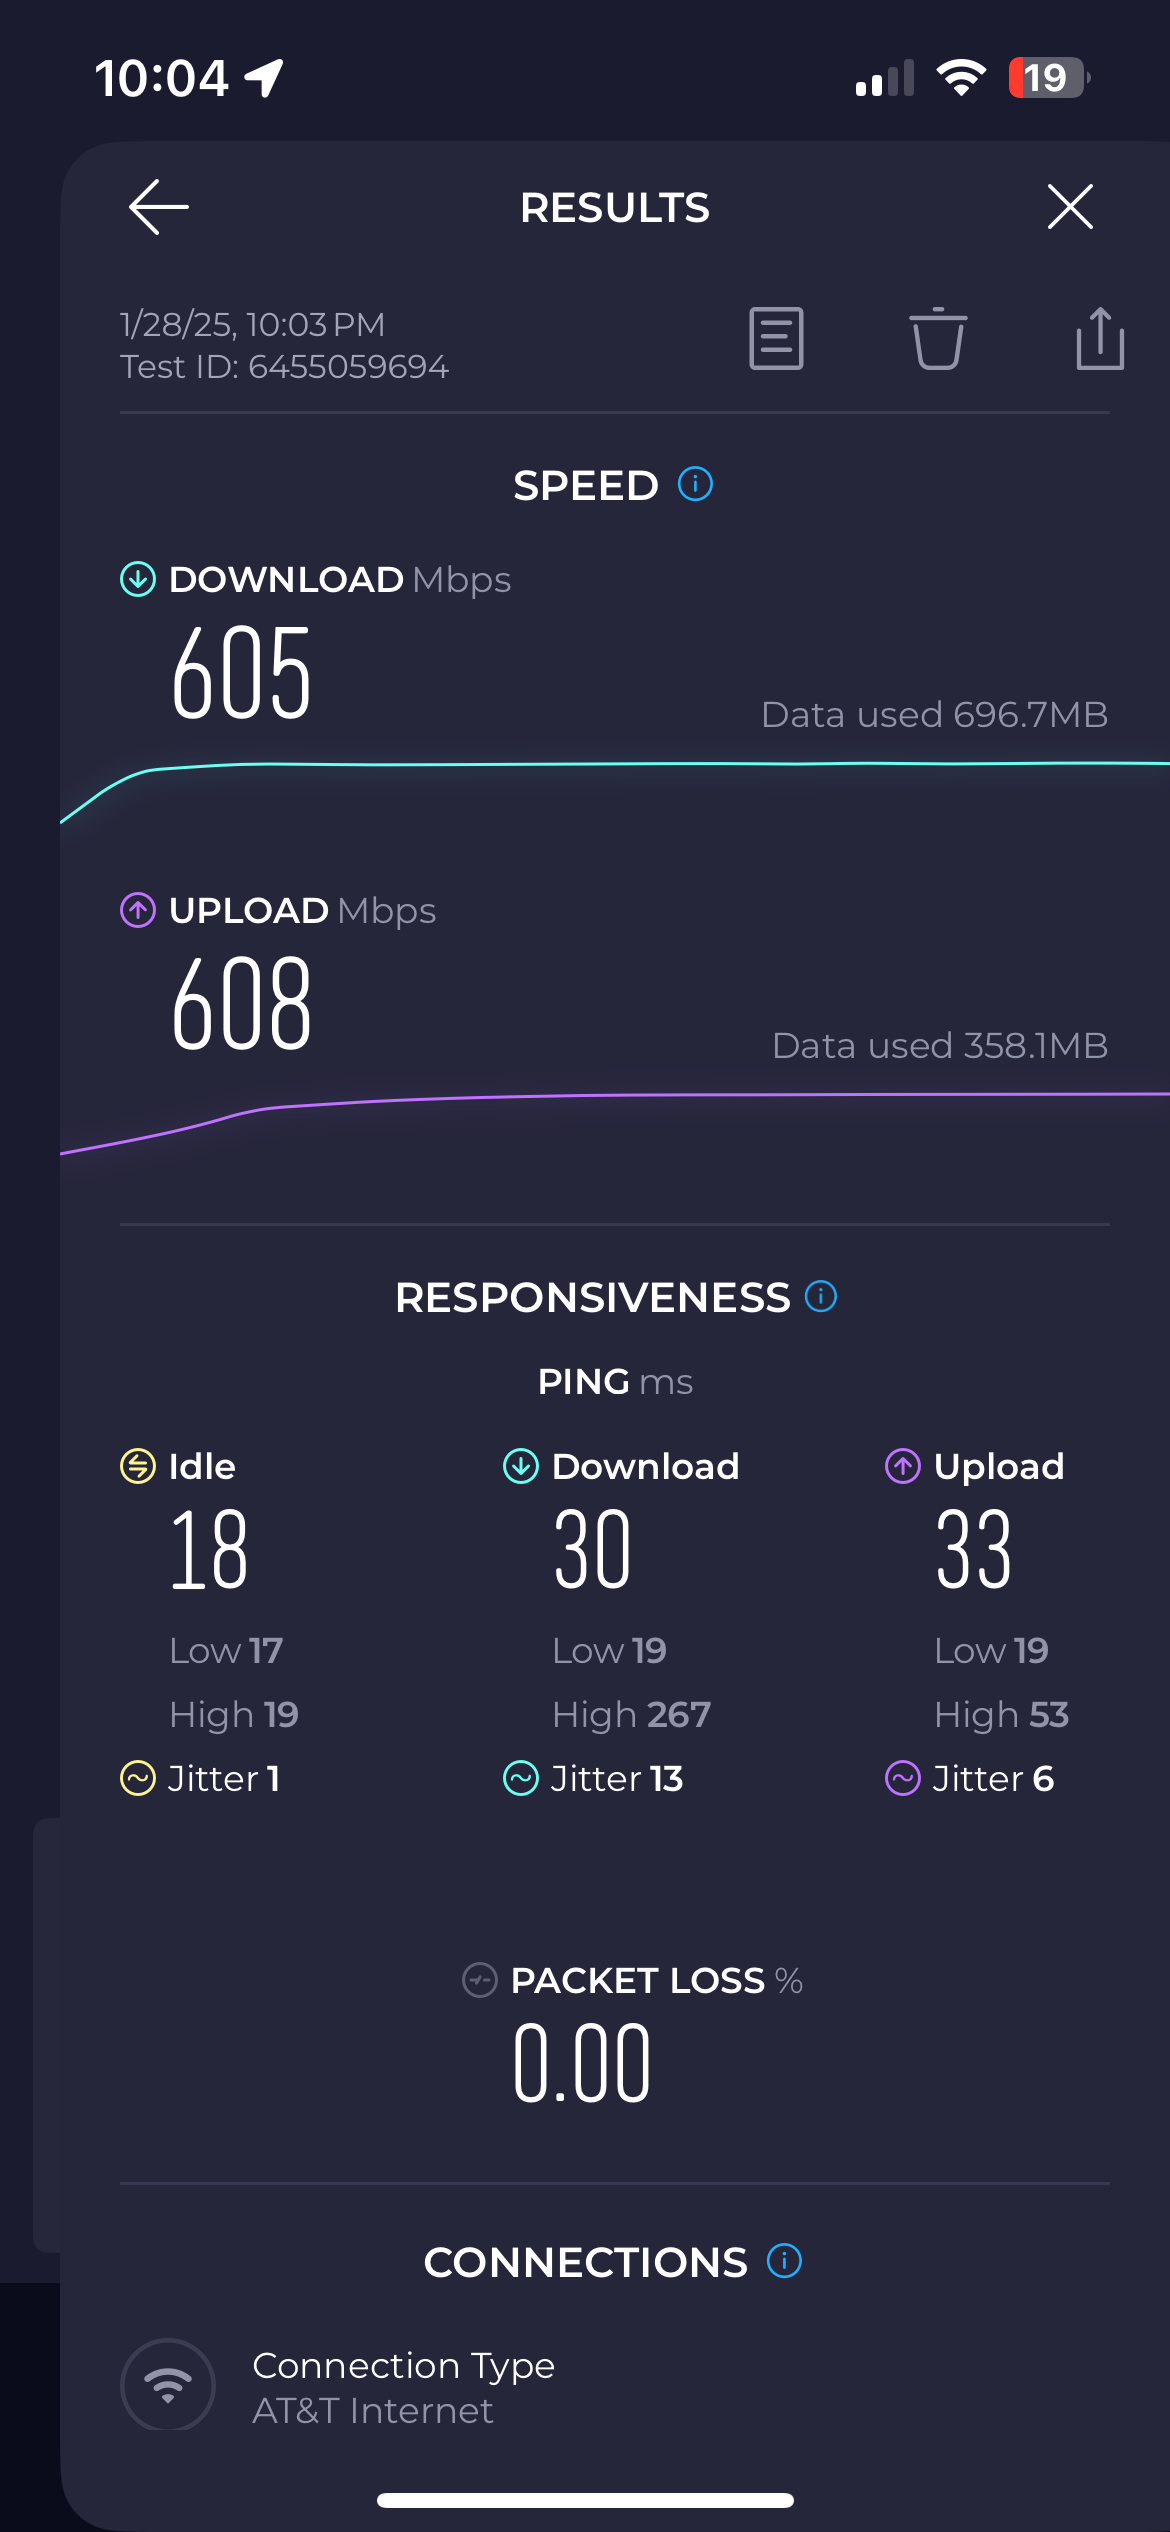 10:04
19
RESULTS
1/28/25, 10:03 PM
Test ID: 6455059694
SPEED
DOWNLOAD Mbps
605
Data used 696.7MB
UPLOAD Mbps
608
Data used 358.1MB
RESPONSIVENESS
PING ms
Idle Download Upload
18 30 33
Low 17 Low 19 Low 19
High 19 High 267 High 53
Jitter 1 Jitter 13 Jitter 6
PACKET LOSS %
0.00
CONNECTIONS
Connection Type
AT&T Internet